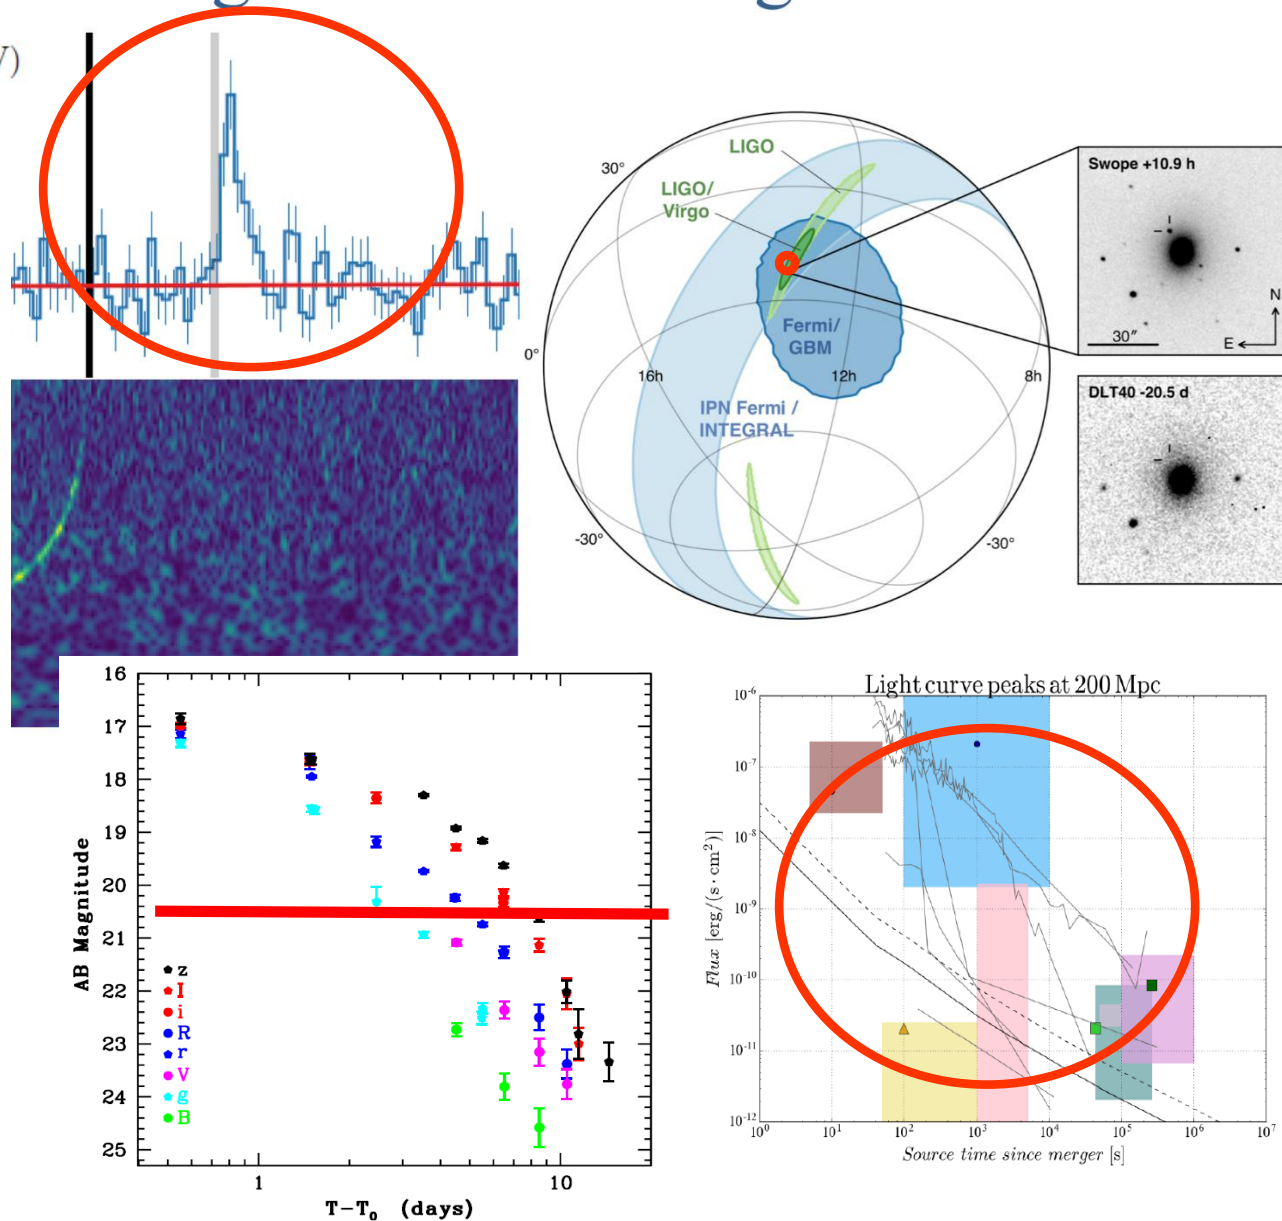 LIGO
LIGO/
Virgo
30°
0°
16h
12h
8h
Fermi/
GBM
IPN Fermi /
INTEGRAL
-30°
-30°
Swope +10.9 h
30″
N
E
DLT40 -20.5 d
16
17
18
19
20
21
22
23
24
25
AB Magnitude
z
I
i
R
r
V
g
B
1
10
T−T₀ (days)
Light curve peaks at 200 Mpc
10⁻⁶
10⁻⁷
10⁻⁸
10⁻⁹
10⁻¹⁰
10⁻¹¹
10⁻¹²
Flux [erg/(s · cm²)]
10⁰
10¹
10²
10³
10⁴
10⁵
10⁶
10⁷
Source time since merger [s]